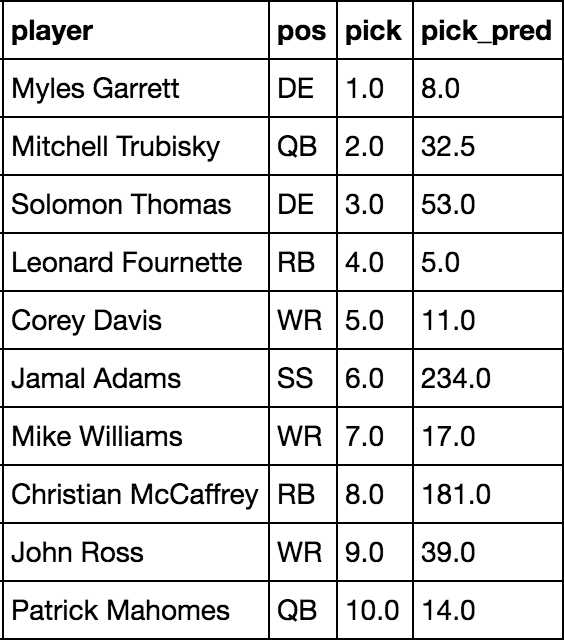 player pos pick pick_pred
Myles Garrett DE 1.0 8.0
Mitchell Trubisky QB 2.0 32.5
Solomon Thomas DE 3.0 53.0
Leonard Fournette RB 4.0 5.0
Corey Davis WR 5.0 11.0
Jamal Adams SS 6.0 234.0
Mike Williams WR 7.0 17.0
Christian McCaffrey RB 8.0 181.0
John Ross WR 9.0 39.0
Patrick Mahomes QB 10.0 14.0